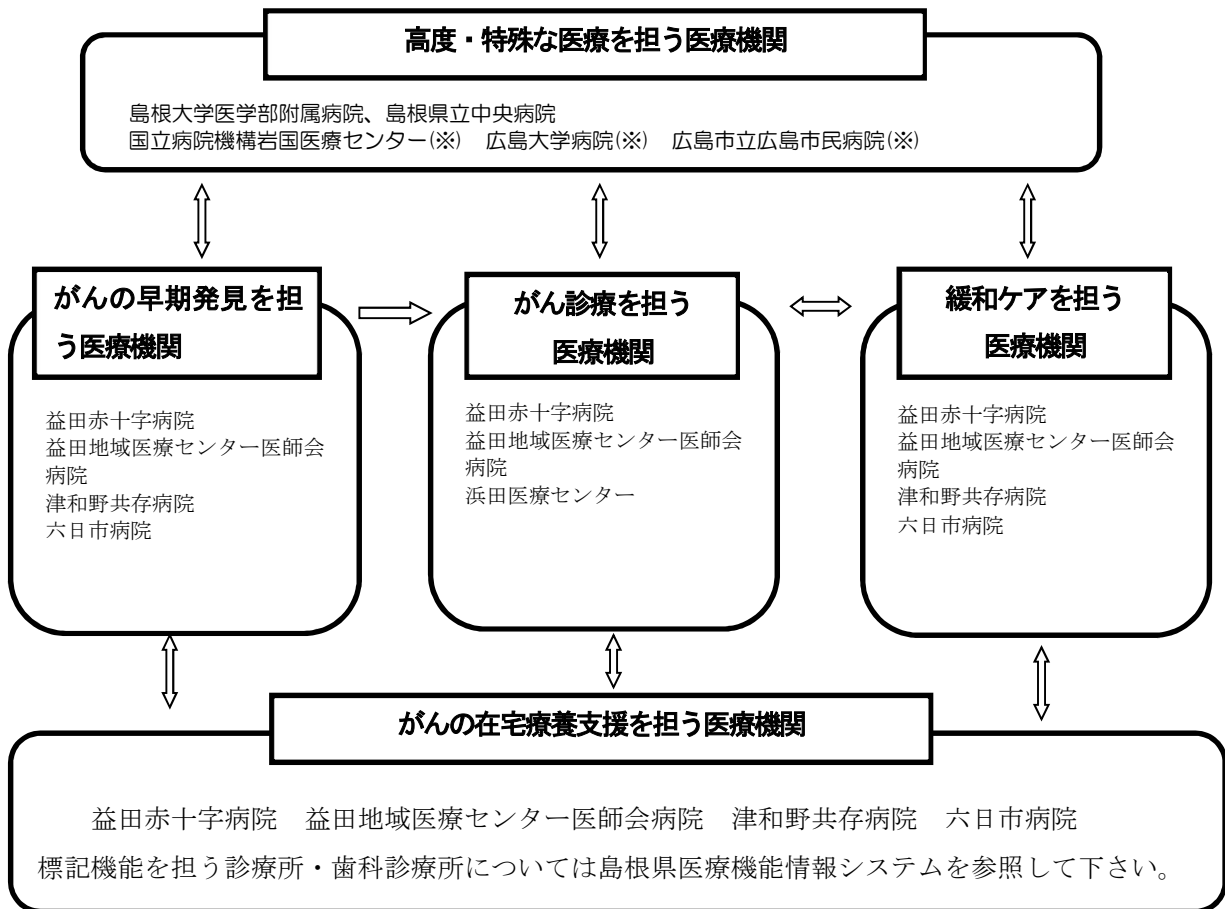 高度・特殊な医療を担う医療機関
島根大学医学部附属病院、島根県立中央病院
国立病院機構岩国医療センター(※)　広島大学病院(※)　広島市立広島市民病院(※)
がんの早期発見を担
う医療機関
益田赤十字病院
益田地域医療センター医師会
病院
津和野共存病院
六日市病院
がん診療を担う
医療機関
益田赤十字病院
益田地域医療センター医師会
病院
浜田医療センター
緩和ケアを担う
医療機関
益田赤十字病院
益田地域医療センター医師会
病院
津和野共存病院
六日市病院
がんの在宅療養支援を担う医療機関
益田赤十字病院　益田地域医療センター医師会病院　津和野共存病院　六日市病院
標記機能を担う診療所・歯科診療所については島根県医療機能情報システムを参照して下さい。